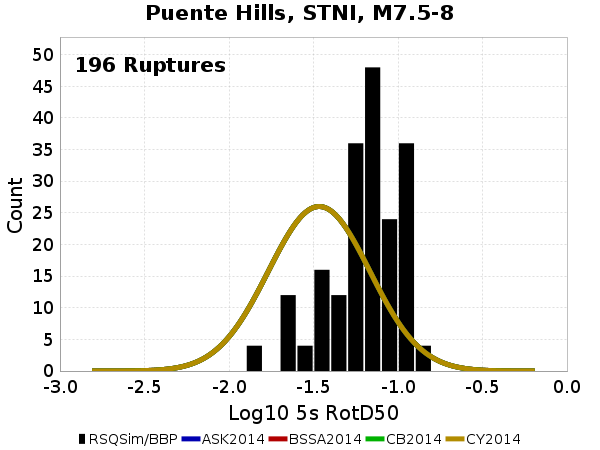 Puente Hills, STNI, M7.5-8
196 Ruptures
50
45
40
35
30
25
20
15
10
5
0
Count
-3.0 -2.5 -2.0 -1.5 -1.0 -0.5 0.0
Log10 5s RotD50
RSQSim/BBP ASK2014 BSSA2014 CB2014 CY2014